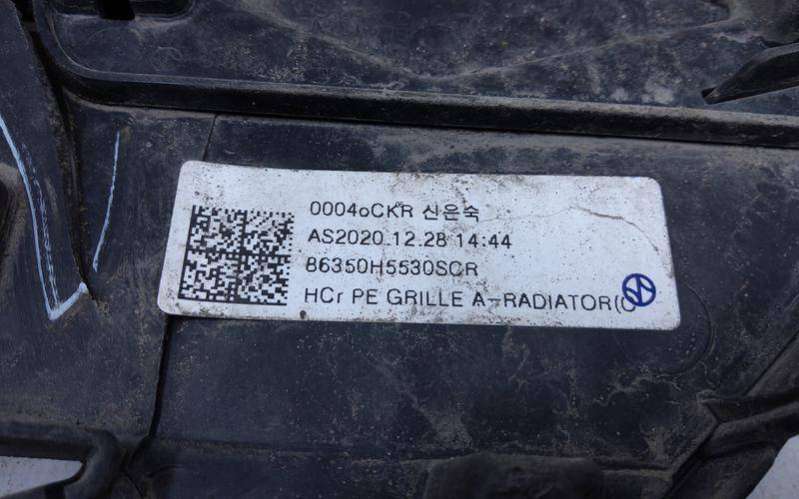 0004oCKR 신은숙
AS2020.12.28 14:44
86350H5530SCR
HCr PE GRILLE A-RADIATOR(C